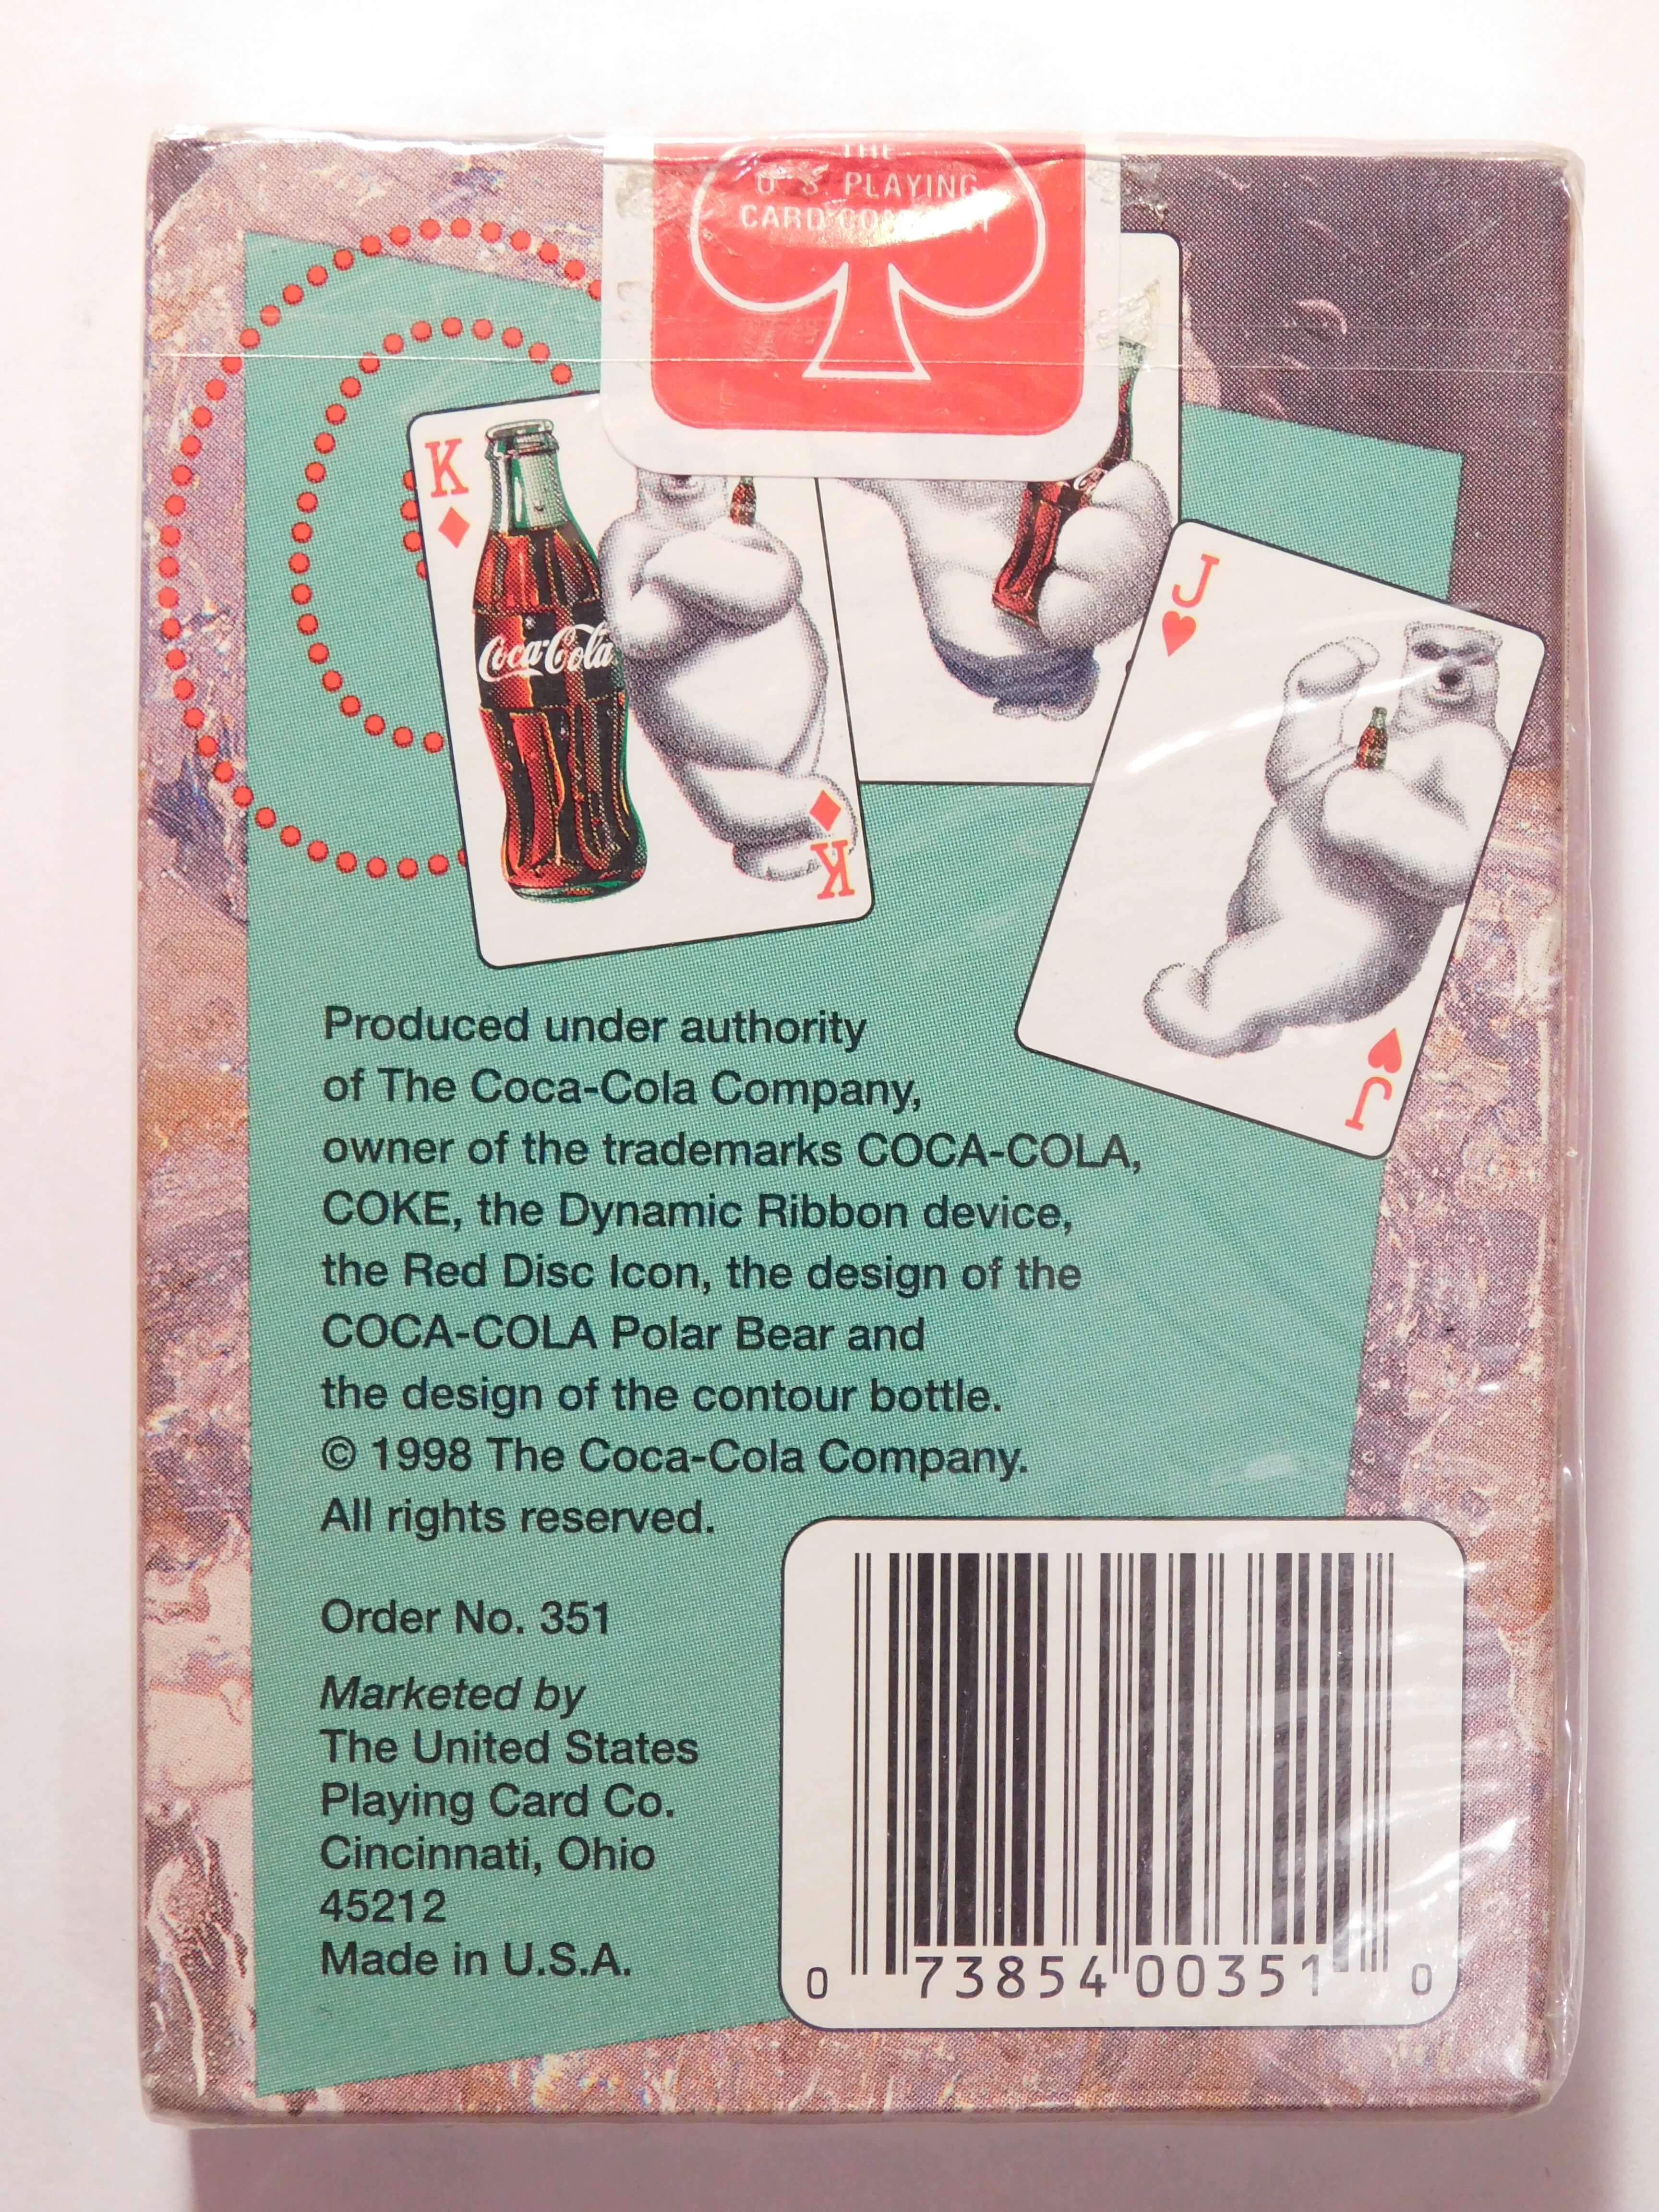 THE
U. S. PLAYING
CARD COMPANY
K
Coca-Cola
K
J
J
Produced under authority
of The Coca-Cola Company,
owner of the trademarks COCA-COLA,
COKE, the Dynamic Ribbon device,
the Red Disc Icon, the design of the
COCA-COLA Polar Bear and
the design of the contour bottle.
© 1998 The Coca-Cola Company.
All rights reserved.
Order No. 351
Marketed by
The United States
Playing Card Co.
Cincinnati, Ohio
45212
Made in U.S.A.
0 73854 00351 0